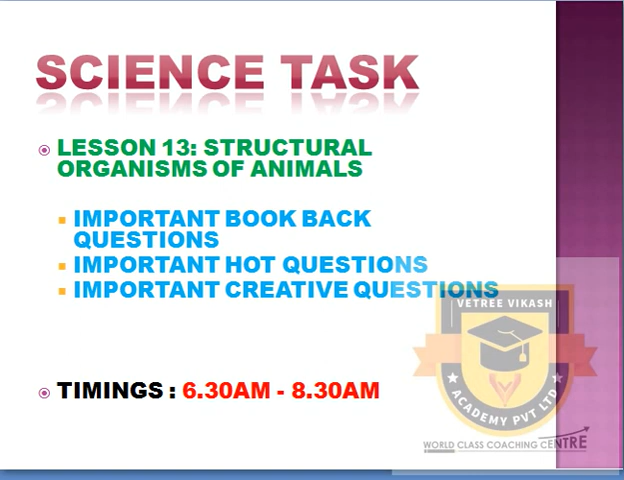 SCIENCE TASK
LESSON 13: STRUCTURAL
ORGANISMS OF ANIMALS
IMPORTANT BOOK BACK
QUESTIONS
IMPORTANT HOT QUESTIONS
IMPORTANT CREATIVE QUESTIONS
VETREE VIKASH
TIMINGS : 6.30AM - 8.30AM
ACADEMY PVT LTD
WORLD CLASS COACHING CENTRE